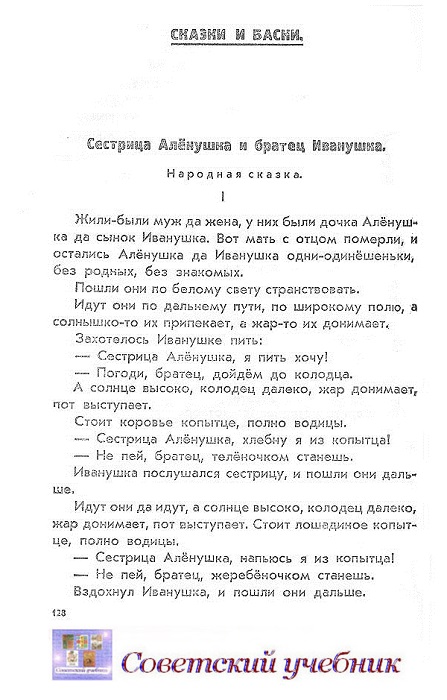 СКАЗКИ И БАСНИ.
Сестрица Алёнушка и братец Иванушка.
Народная сказка.
I
Жили-были муж да жена, у них были дочка Алёнуш-
ка да сынок Иванушка. Вот мать с отцом померли, и
остались Алёнушка да Иванушка одни-одинёшеньки,
без родных, без знакомых.
Пошли они по белому свету странствовать.
Идут они по дальнему пути, по широкому полю, а
солнышко-то их припекает, а жар-то их донимает.
Захотелось Иванушке пить:
— Сестрица Алёнушка, я пить хочу!
— Погоди, братец, дойдём до колодца.
А солнце высоко, колодец далеко, жар донимает,
пот выступает.
Стоит коровье копытце, полно водицы.
— Сестрица Алёнушка, хлебну я из копытца!
— Не пей, братец, телёночком станешь.
Иванушка послушался сестрицу, и пошли они даль-
ше.
Идут они да идут, а солнце высоко, колодец далеко,
жар донимает, пот выступает. Стоит лошадиное копыт-
це, полно водицы.
— Сестрица Алёнушка, напьюсь я из копытца!
— Не пей, братец, жеребёночком станешь.
Вздохнул Иванушка, и пошли они дальше.
128
Советский учебник